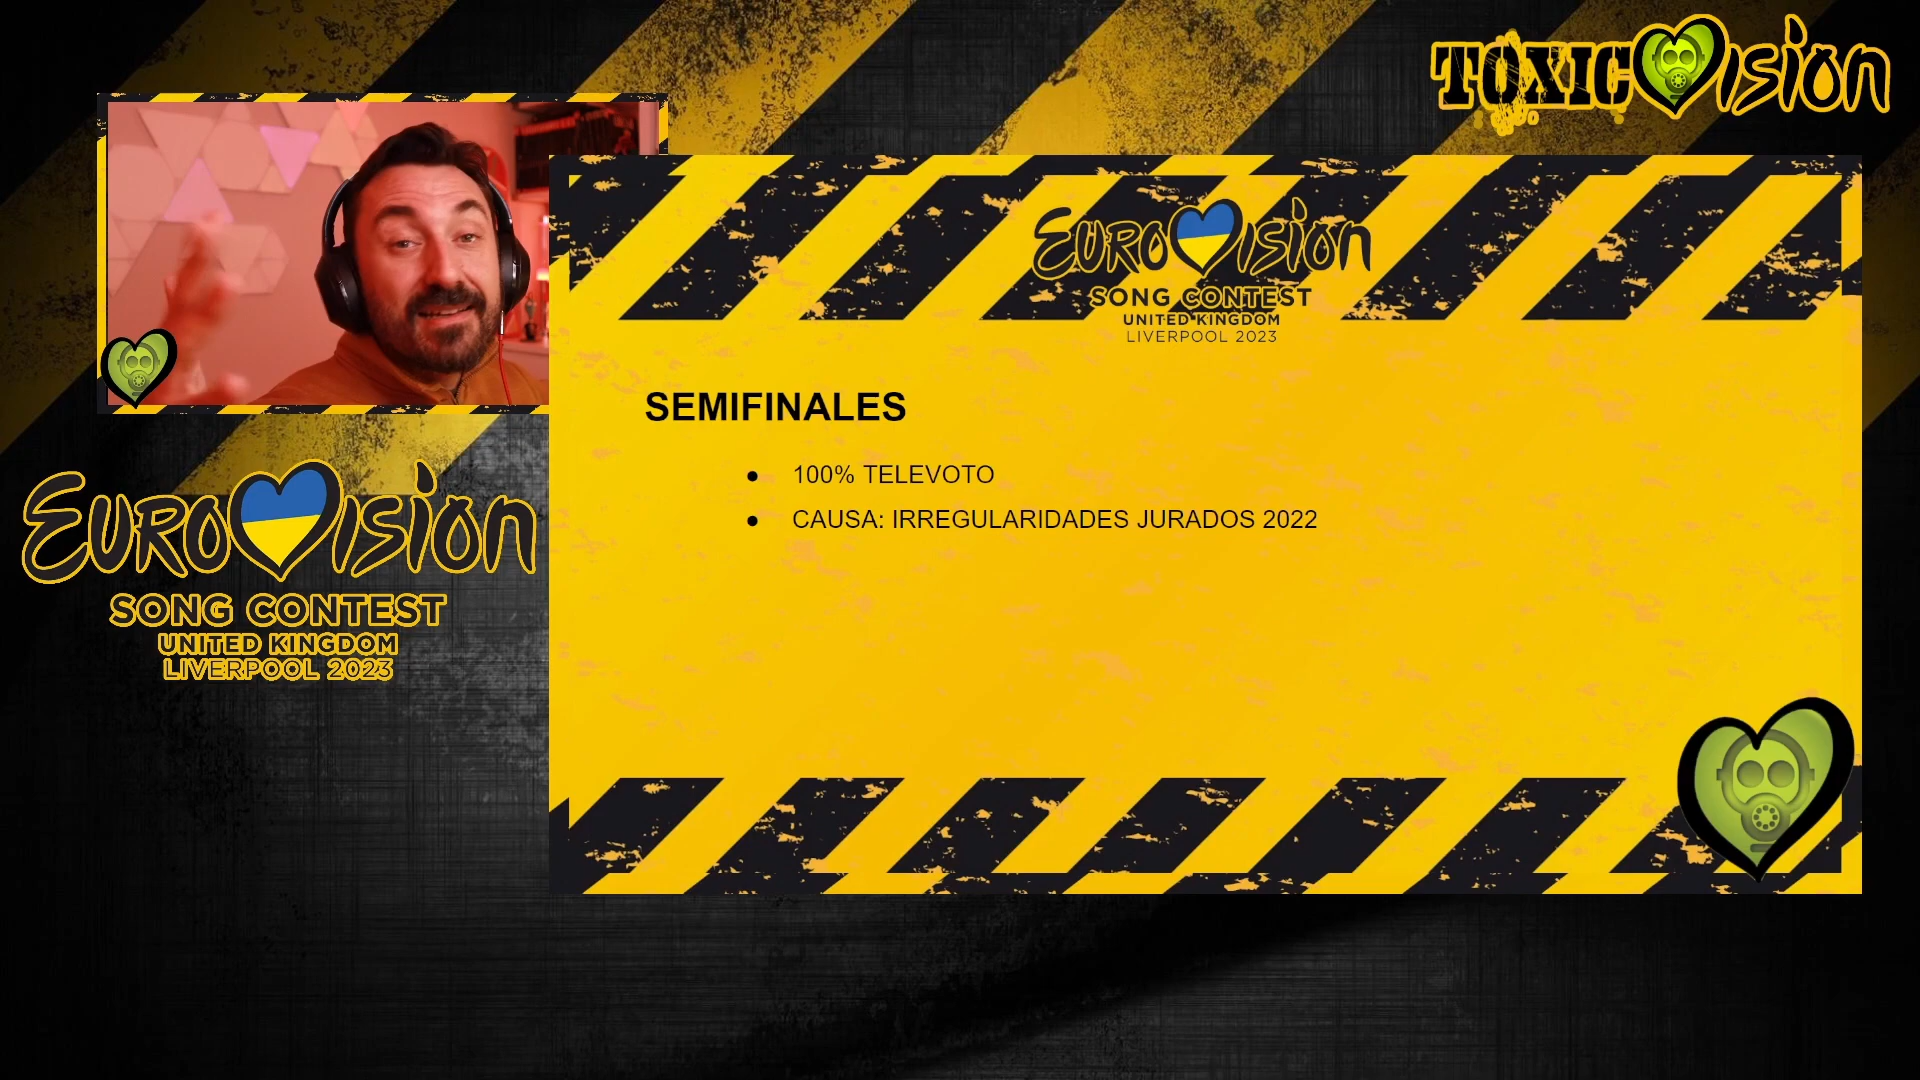 TOXICVISION
EUROVISION
SONG CONTEST
UNITED KINGDOM
LIVERPOOL 2023
SEMIFINALES
● 100% TELEVOTO
● CAUSA: IRREGULARIDADES JURADOS 2022
EUROVISION
SONG CONTEST
UNITED KINGDOM
LIVERPOOL 2023